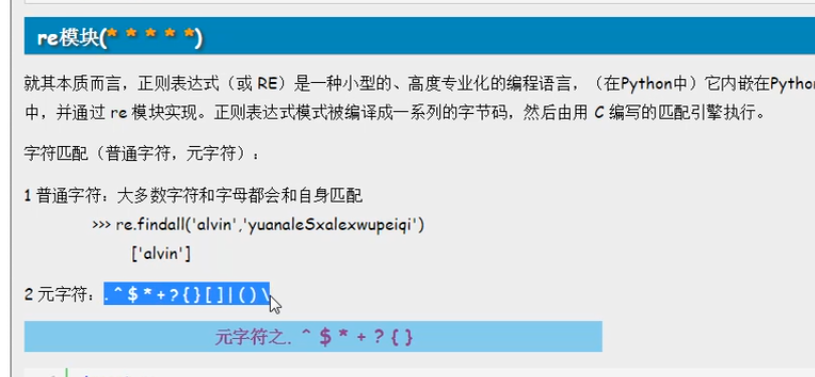 re模块(* * * * *)
就其本质而言，正则表达式（或 RE）是一种小型的、高度专业化的编程语言，（在Python中）它内嵌在Python
中，并通过 re 模块实现。正则表达式模式被编译成一系列的字节码，然后由用 C 编写的匹配引擎执行。
字符匹配（普通字符，元字符）：
1 普通字符：大多数字符和字母都会和自身匹配
>>> re.findall('alvin','yuanaleSxalexwupeiqi')
['alvin']
2 元字符：. ^ $ * + ? { } [ ] | ( ) \
元字符之. ^ $ * + ? { }